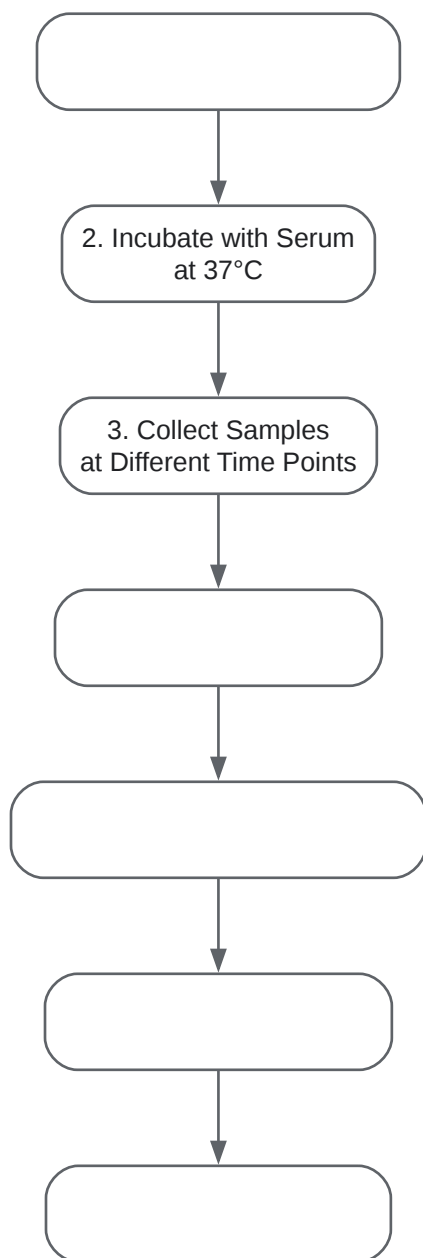 2. Incubate with Serum
at 37°C
3. Collect Samples
at Different Time Points